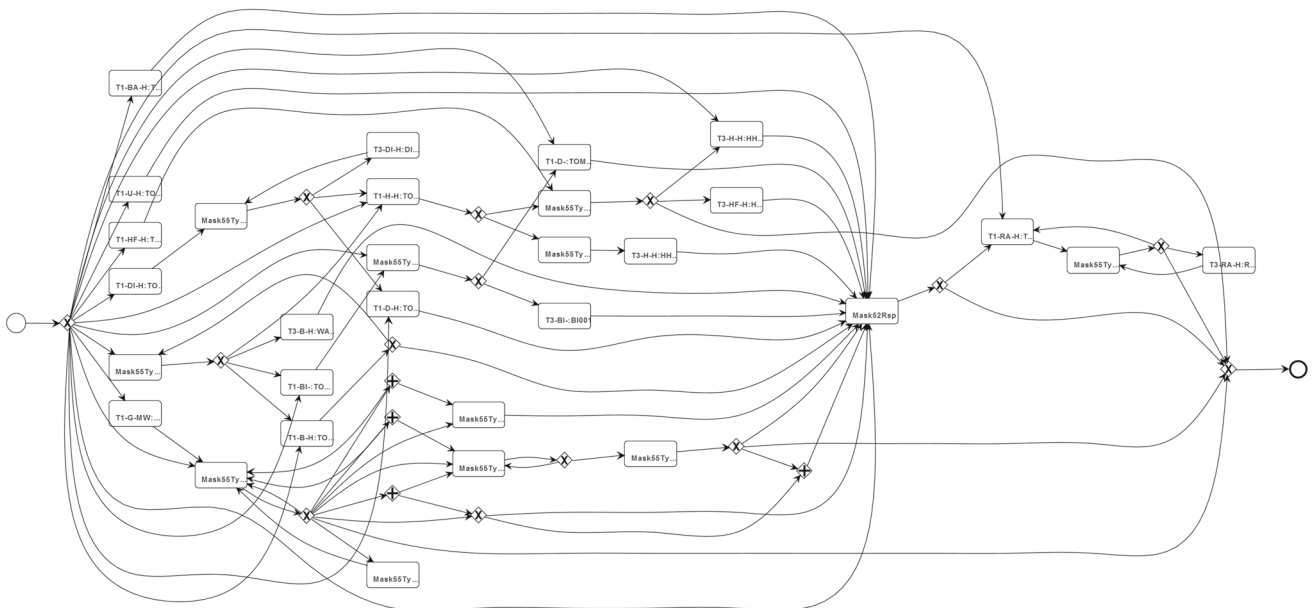 T1-BA-H:T...
T3-H-H:HH...
T3-DI-H:DI...
T1-D-:TOM...
T1-U-H:TO...
T1-H-H:TO...
Mask55Ty...
T3-HF-H:H...
Mask55Ty...
T1-HF-H:T...
T1-RA-H:T...
Mask55Ty...
T3-H-H:HH...
Mask55Ty...
Mask55Ty...
T3-RA-H:R...
T1-DI-H:TO...
T1-D-H:TO...
Mask52Rsp
T3-BI-:BI001
T3-B-H:WA...
Mask55Ty...
T1-BI-:TO...
T1-G-MW:...
Mask55Ty...
T1-B-H:TO...
Mask55Ty...
Mask55Ty...
Mask55Ty...
Mask55Ty...